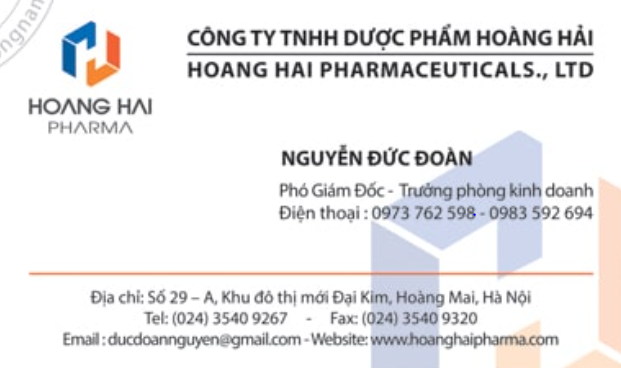 CÔNG TY TNHH DƯỢC PHẨM HOÀNG HẢI
HOANG HAI PHARMACEUTICALS., LTD
HOANG HAI
PHARMA
NGUYỄN ĐỨC ĐOÀN
Phó Giám Đốc - Trưởng phòng kinh doanh
Điện thoại : 0973 762 598 - 0983 592 694
Địa chỉ: Số 29 – A, Khu đô thị mới Đại Kim, Hoàng Mai, Hà Nội
Tel: (024) 3540 9267 - Fax: (024) 3540 9320
Email : ducdoannguyen@gmail.com - Website: www.hoanghaipharma.com